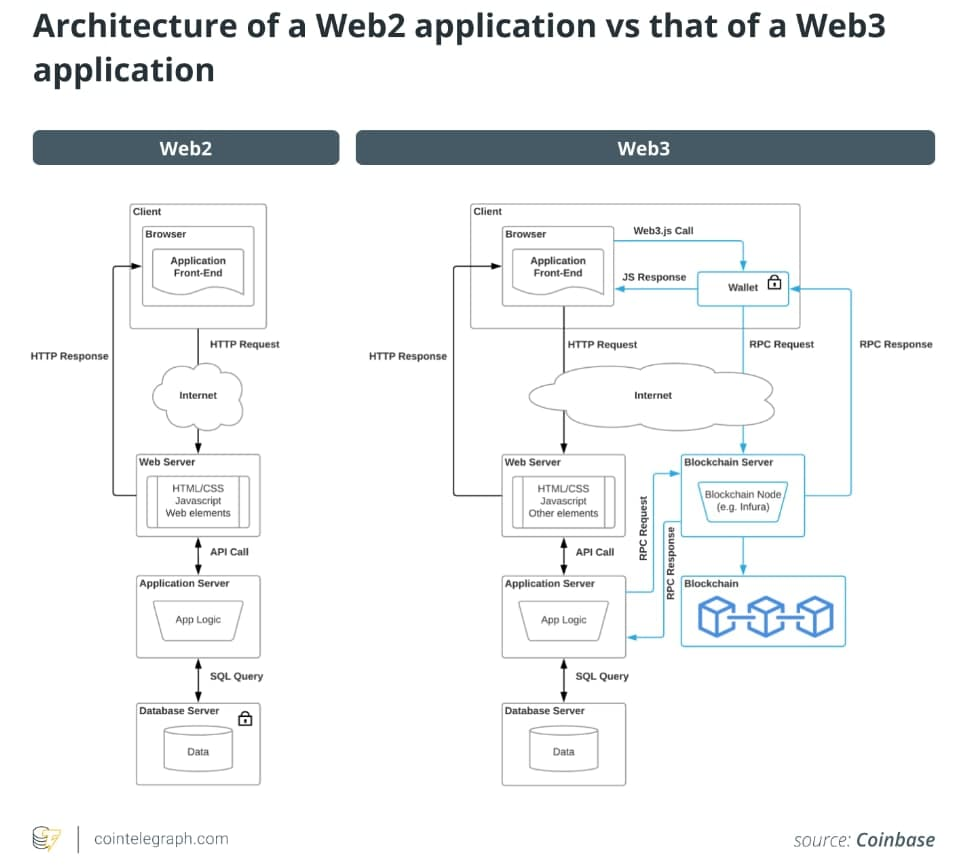 Architecture of a Web2 application vs that of a Web3
application
Web2
Web3
Client
Browser
Application
Front-End
HTTP Request
HTTP Response
Internet
Web Server
HTML/CSS
Javascript
Web elements
API Call
Application Server
App Logic
SQL Query
Database Server
Data
Client
Browser
Application
Front-End
Web3.js Call
JS Response
Wallet
HTTP Request
RPC Request
RPC Response
HTTP Response
Internet
Web Server
HTML/CSS
Javascript
Other elements
Blockchain Server
Blockchain Node
(e.g. Infura)
RPC Request
RPC Response
API Call
Application Server
App Logic
Blockchain
SQL Query
Database Server
Data
cointelegraph.com
source: Coinbase